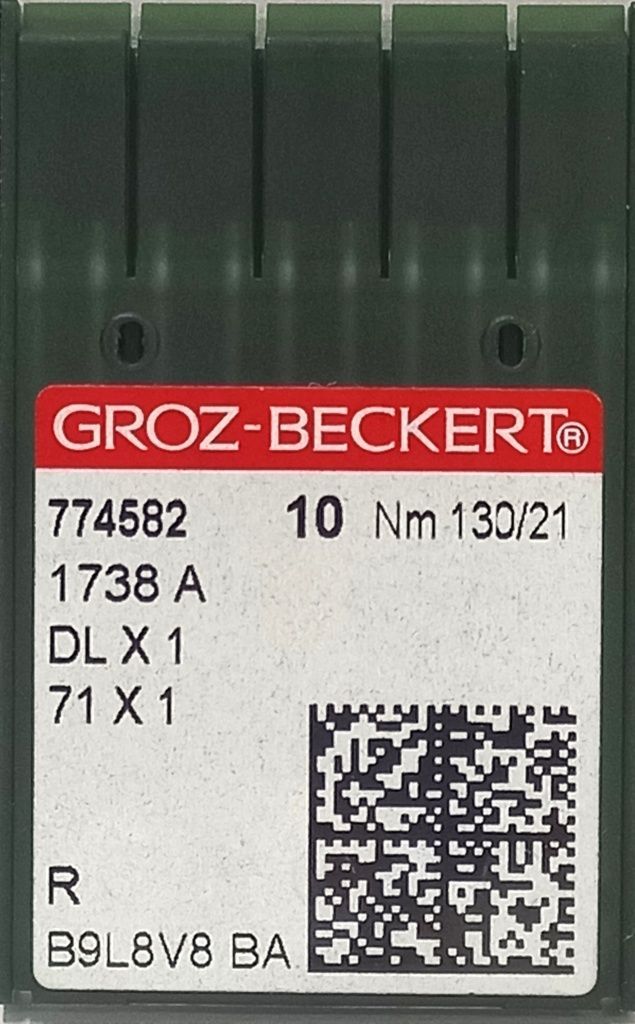 GROZ-BECKERT®
774582 10 Nm 130/21
1738 A
DL X 1
71 X 1
R
B9L8V8 BA